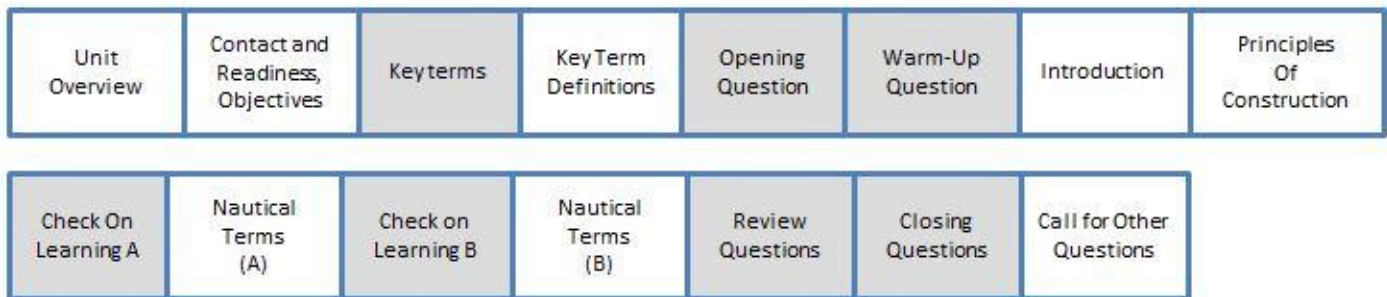 Unit
Overview
Contact and
Readiness,
Objectives
Key terms
Key Term
Definitions
Opening
Question
Warm-Up
Question
Introduction
Principles
Of
Construction
Check On
Learning A
Nautical
Terms
(A)
Check on
Learning B
Nautical
Terms
(B)
Review
Questions
Closing
Questions
Call for Other
Questions